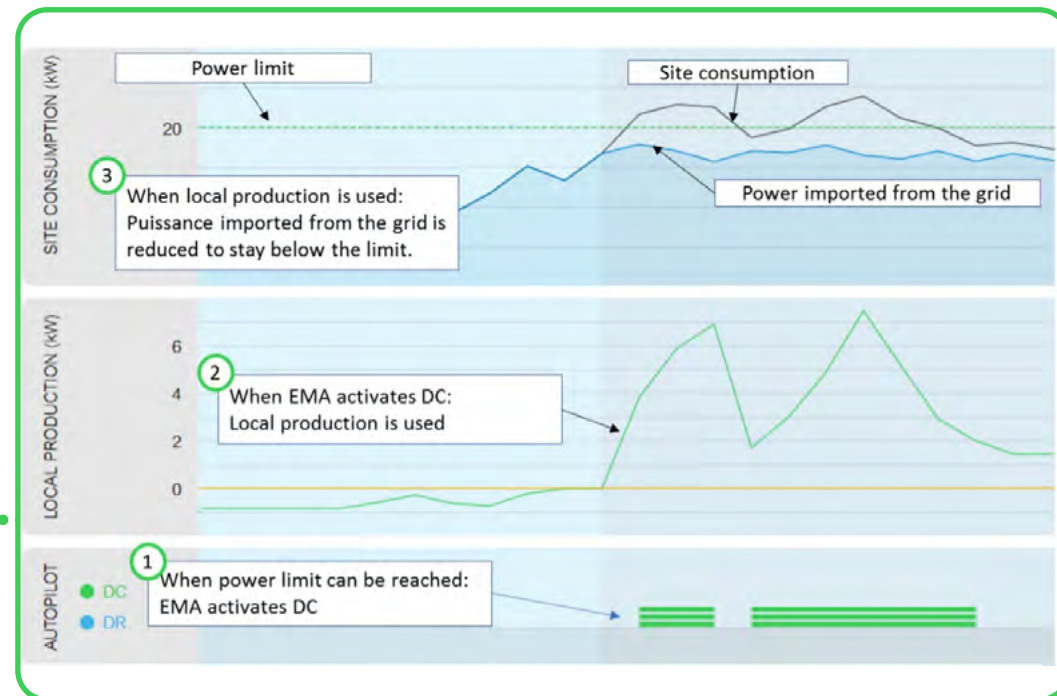 SITE CONSUMPTION (kW)
Power limit
Site consumption
20
3
When local production is used:
Puissance imported from the grid is
reduced to stay below the limit.
Power imported from the grid
LOCAL PRODUCTION (kW)
6
4
2
0
2
When EMA activates DC:
Local production is used
AUTOPILOT
DC
DR
1
When power limit can be reached:
EMA activates DC